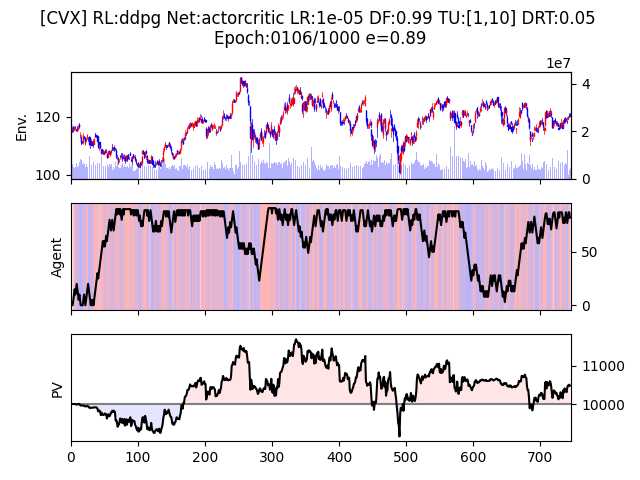 [CVX] RL:ddpg Net:actorcritic LR:1e-05 DF:0.99 TU:[1,10] DRT:0.05
Epoch:0106/1000 e=0.89
1e7
Env.
120
100
4
2
0
Agent
50
0
PV
11000
10000
0 100 200 300 400 500 600 700